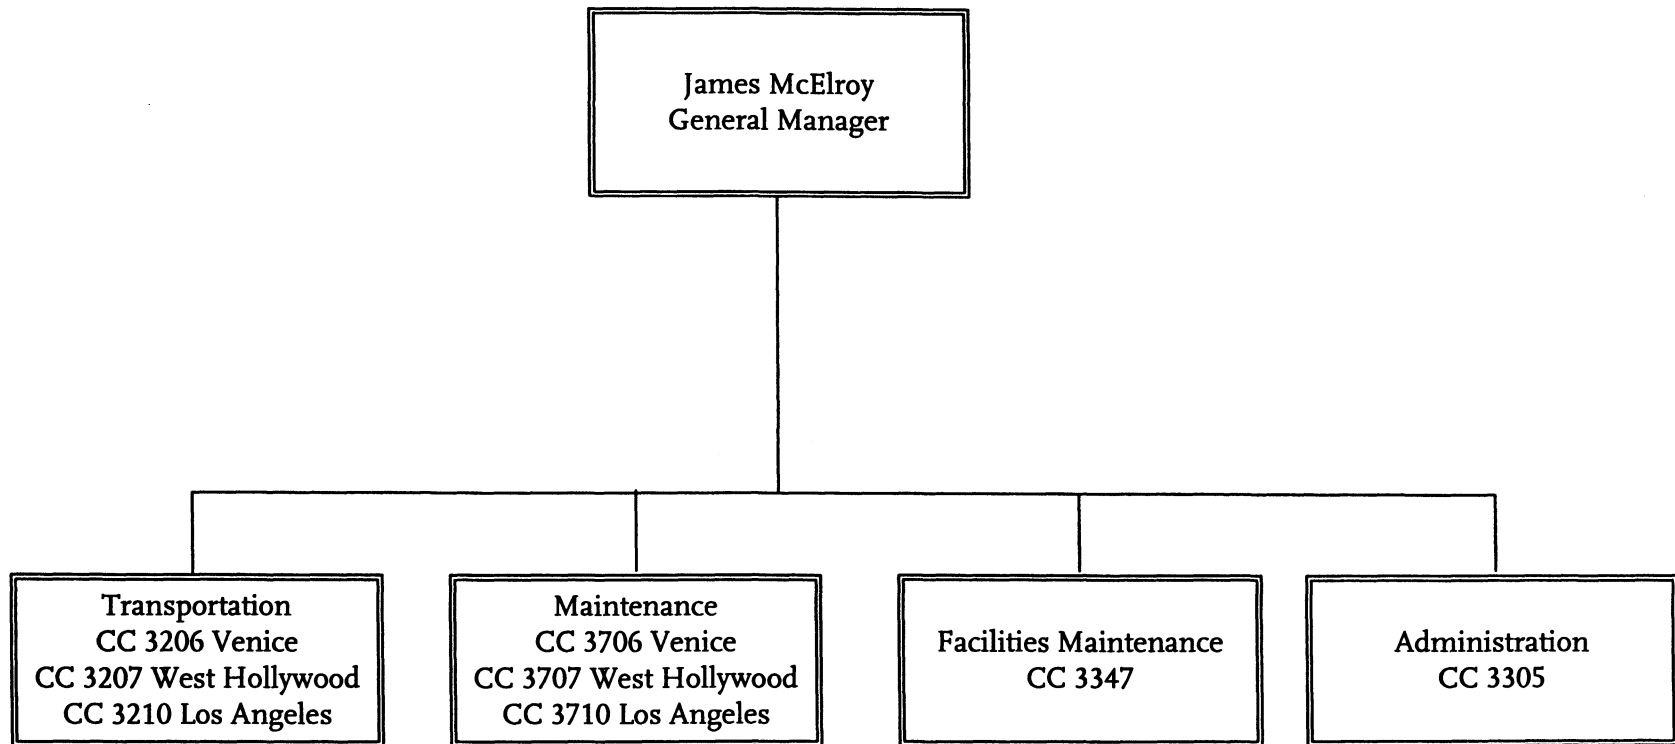 James McElroy
General Manager
Transportation
CC 3206 Venice
CC 3207 West Hollywood
CC 3210 Los Angeles
Maintenance
CC 3706 Venice
CC 3707 West Hollywood
CC 3710 Los Angeles
Facilities Maintenance
CC 3347
Administration
CC 3305